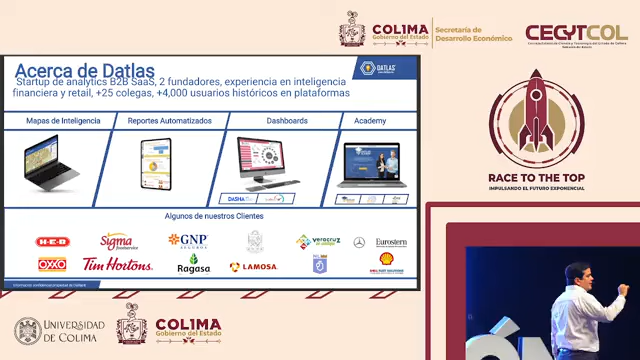 COLIMA
Gobierno del Estado
Secretaría de
Desarrollo Económico
CECYTCOL
Acerca de Datlas
DATLAS
Startup de analytics B2B SaaS, 2 fundadores, experiencia en inteligencia
financiera y retail, +25 colegas, +4,000 usuarios históricos en plataformas
Mapas de Inteligencia
Reportes Automatizados
Dashboards
Academy
Algunos de nuestros Clientes
H-E-B
Sigma
foodservice
GNP
SEGUROS
veracruz
Eurostern
OXXO
Tim Hortons.
Ragasa
LAMOSA
RACE TO THE TOP
IMPULSANDO EL FUTURO EXPONENCIAL
UNIVERSIDAD
DE COLIMA
COLIMA
Gobierno del Estado